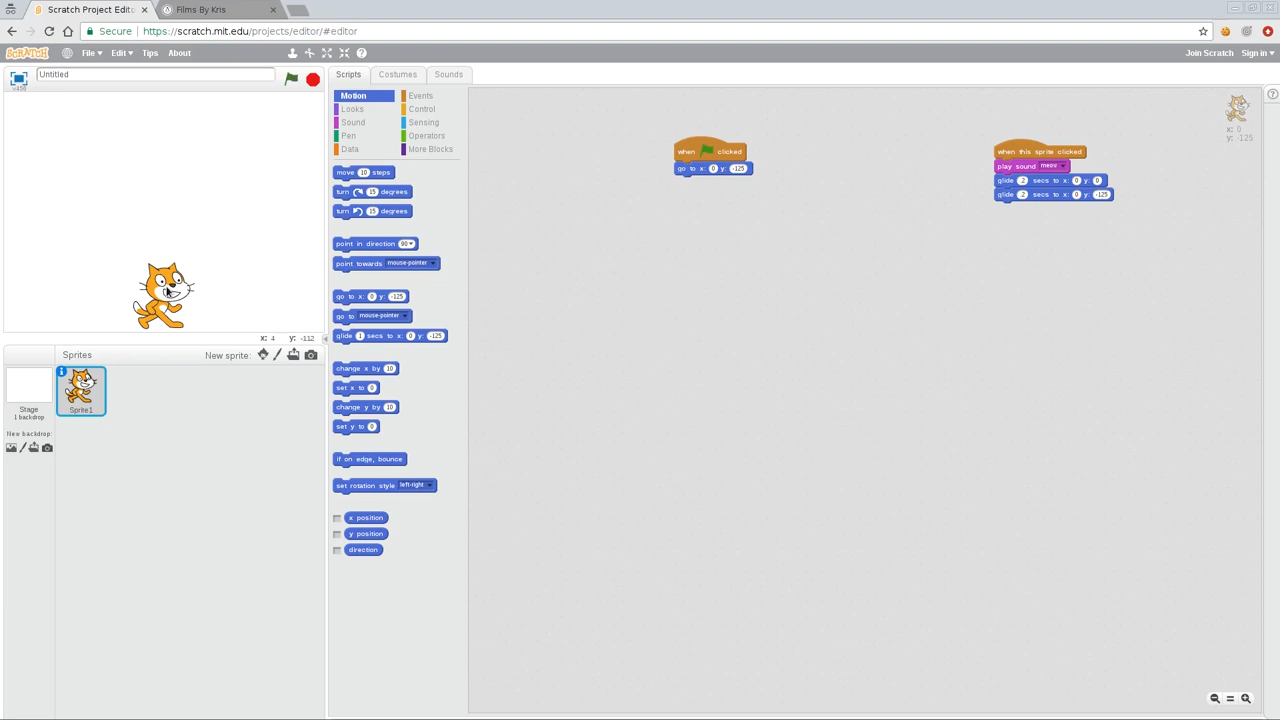 Scratch Project Edito
Films By Kris
Secure
https://scratch.mit.edu/projects/editor/#editor
SCRATCH
File
Edit
Tips
About
Join Scratch
Sign in
Untitled
v456
Scripts
Costumes
Sounds
Motion
Events
Looks
Control
Sound
Sensing
Pen
Operators
Data
More Blocks
move 10 steps
turn 15 degrees
turn 15 degrees
point in direction 90
point towards mouse-pointer
go to x: 0 y: -125
go to mouse-pointer
glide 1 secs to x: 0 y: -125
change x by 10
set x to 0
change y by 10
set y to 0
if on edge, bounce
set rotation style left-right
x position
y position
direction
when clicked
go to x: 0 y: -125
when this sprite clicked
play sound meow
glide .2 secs to x: 0 y: 0
glide .2 secs to x: 0 y: -125
x: 0
y: -125
x: 4 y: -112
Sprites
New sprite:
Stage
1 backdrop
New backdrop:
Sprite1